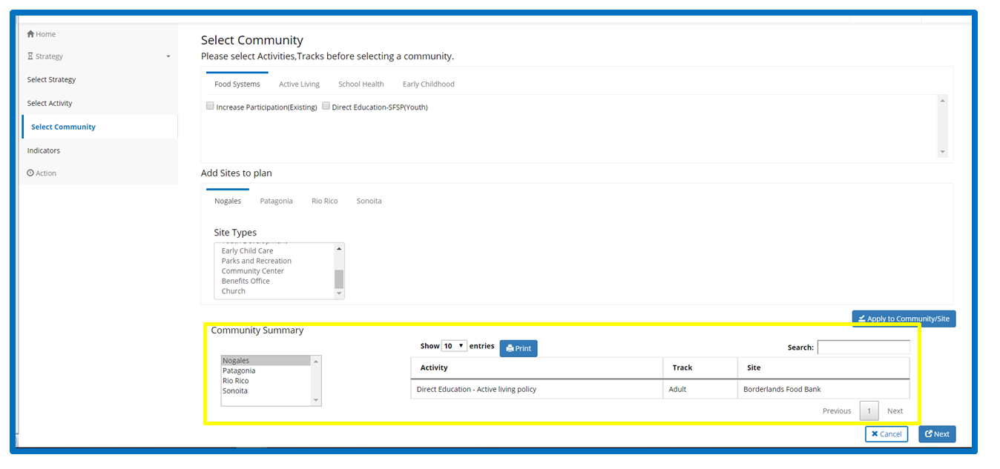 Home
Strategy
Select Strategy
Select Activity
Select Community
Indicators
Action
Select Community
Please select Activities,Tracks before selecting a community.
Food Systems Active Living School Health Early Childhood
Increase Participation(Existing) Direct Education-SFSP(Youth)
Add Sites to plan
Nogales Patagonia Rio Rico Sonoita
Site Types
Early Child Care
Parks and Recreation
Community Center
Benefits Office
Church
Apply to Community/Site
Community Summary
Nogales
Patagonia
Rio Rico
Sonoita
Show 10 entries Print Search:
Activity Track Site
Direct Education - Active living policy Adult Borderlands Food Bank
Previous 1 Next
Cancel Next